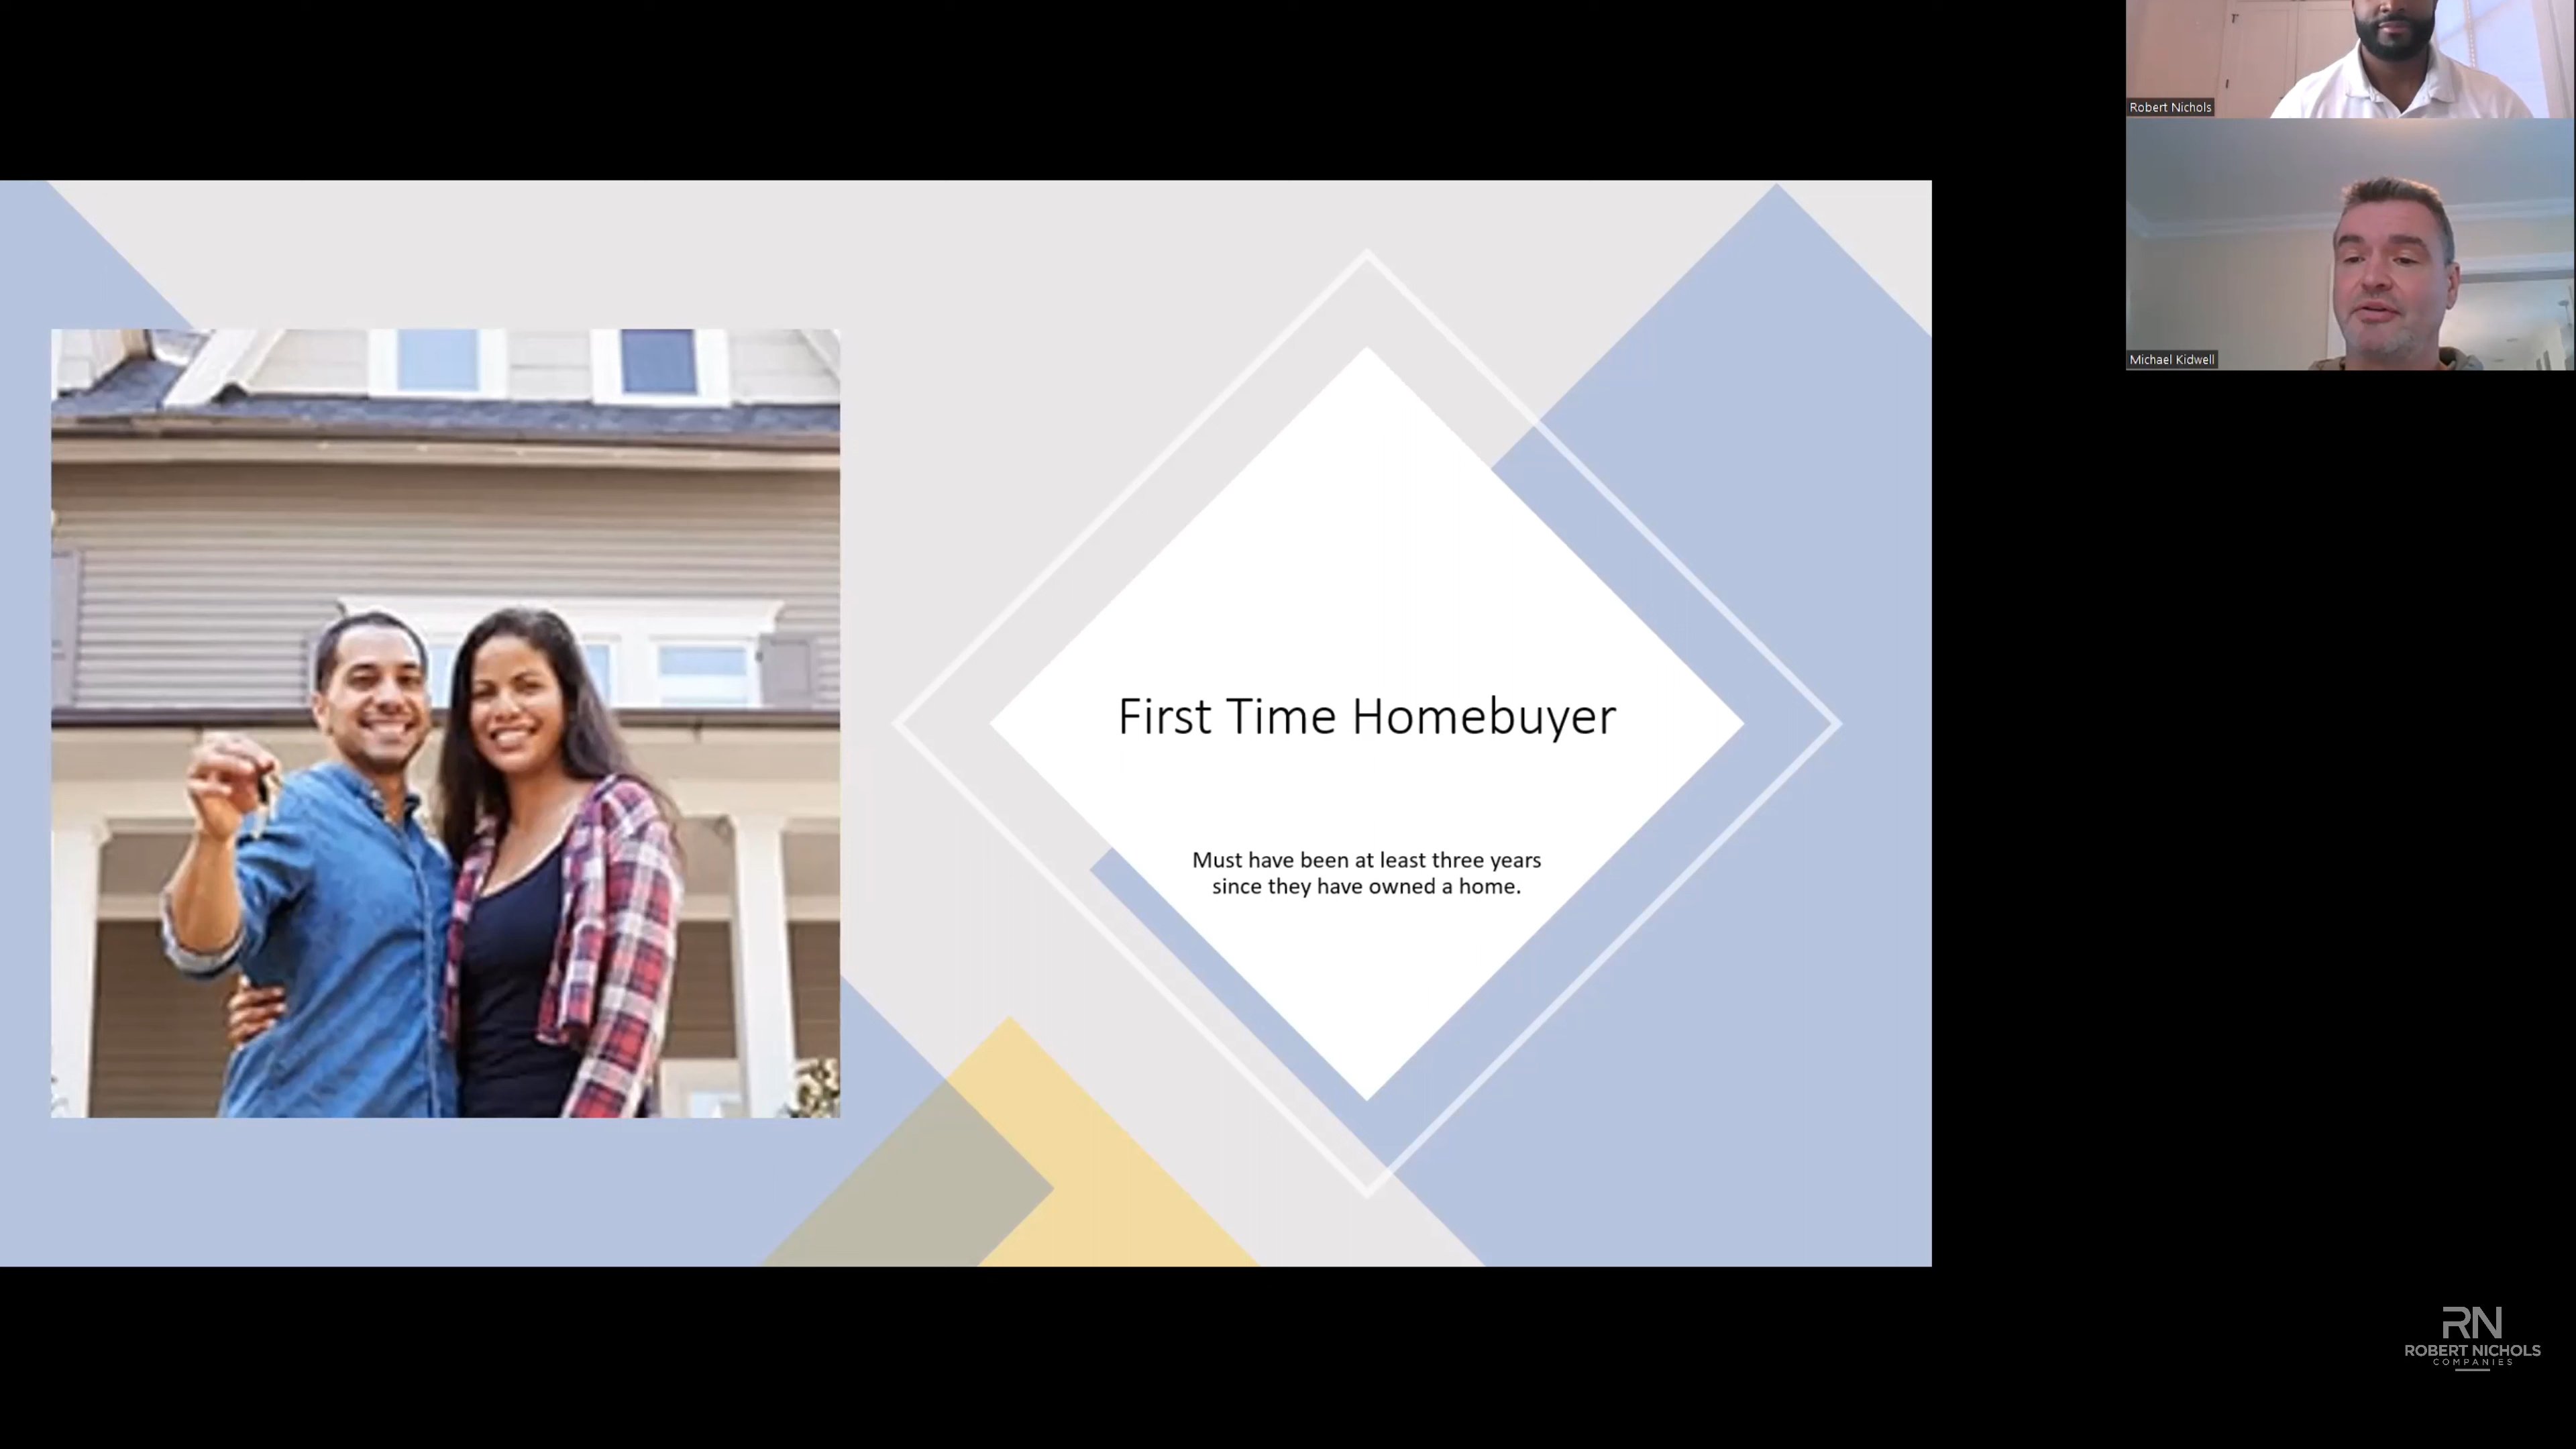 Robert Nichols
Michael Kidwell
First Time Homebuyer
Must have been at least three years
since they have owned a home.
RN
ROBERT NICHOLS
COMPANIES